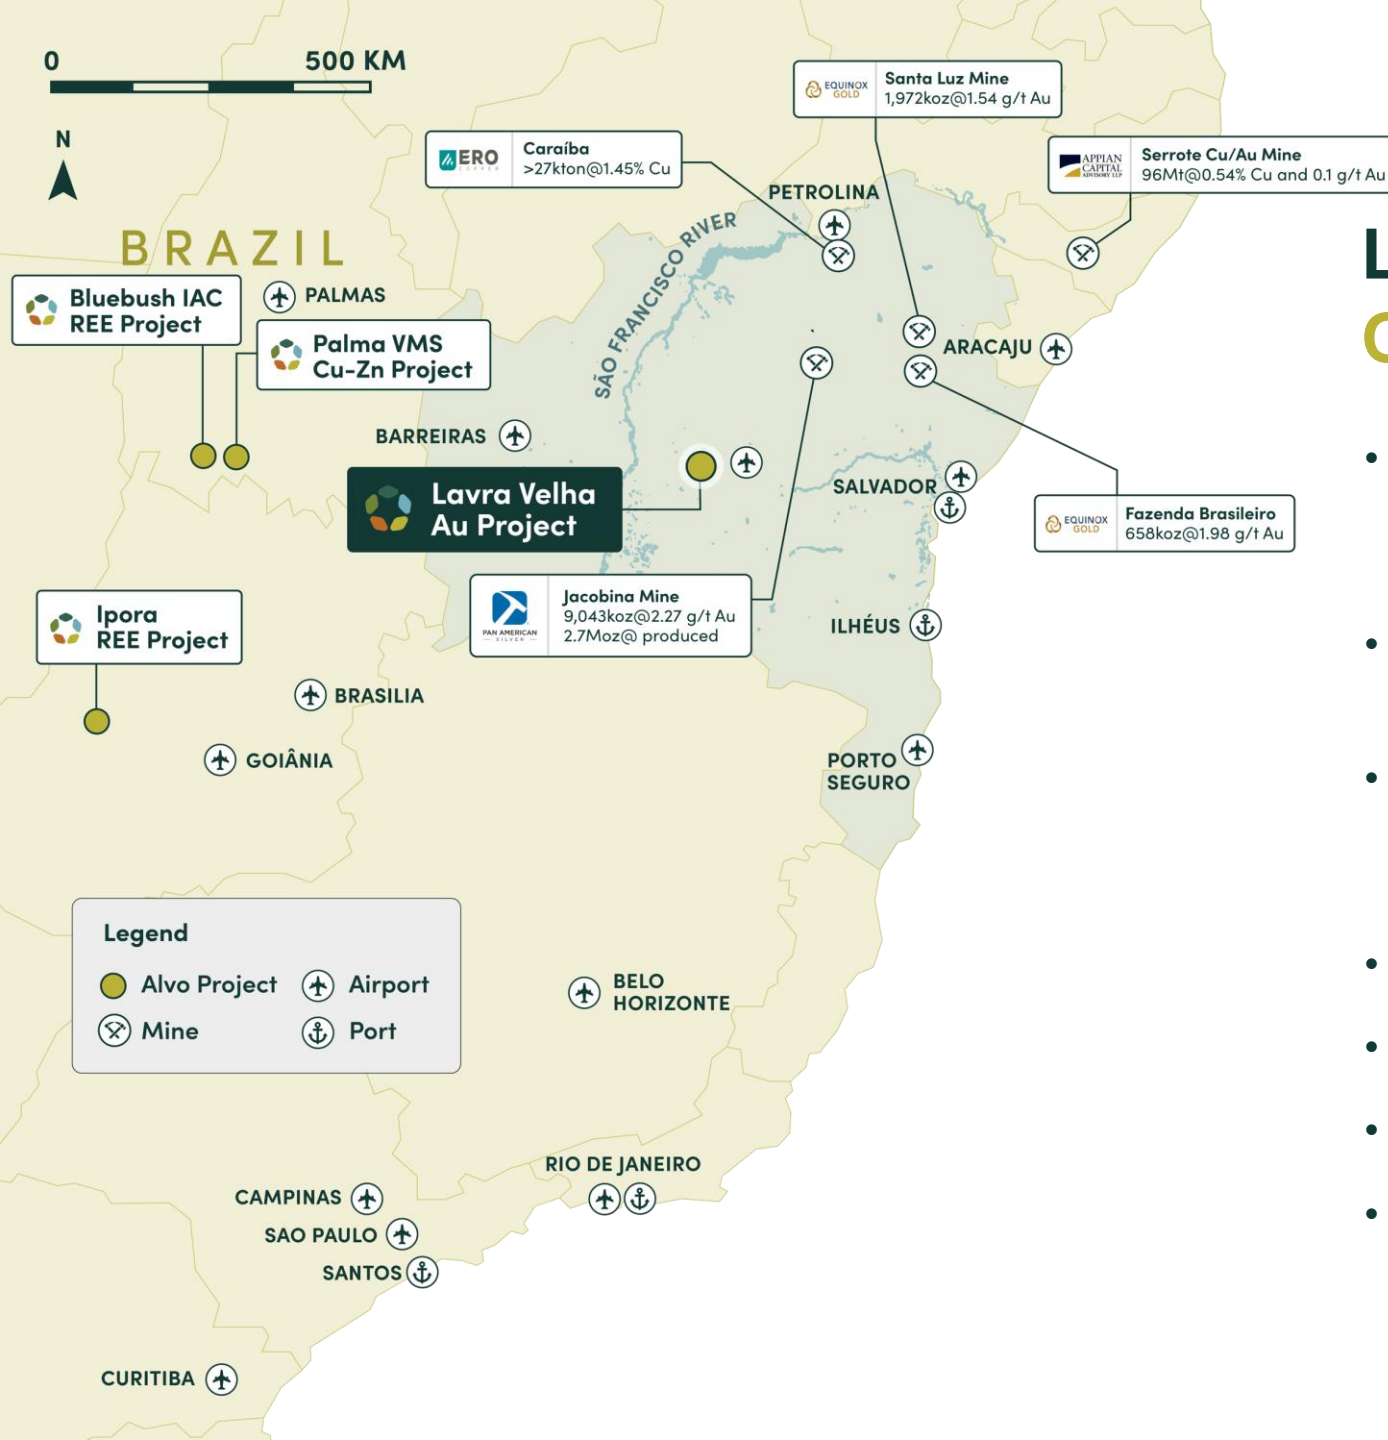 0 500 KM
N
BRAZIL
EQUINOX
GOLD
Santa Luz Mine
1,972koz@1.54 g/t Au
ERO
COPPER
Caraíba
>27kton@1.45% Cu
APPIAN
CAPITAL
ADVISORY LLP
Serrote Cu/Au Mine
96Mt@0.54% Cu and 0.1 g/t Au
PETROLINA
SÃO FRANCISCO RIVER
Bluebush IAC
REE Project
PALMAS
Palma VMS
Cu-Zn Project
ARACAJU
BARREIRAS
Lavra Velha
Au Project
SALVADOR
EQUINOX
GOLD
Fazenda Brasileiro
658koz@1.98 g/t Au
PAN AMERICAN
SILVER
Jacobina Mine
9,043koz@2.27 g/t Au
2.7Moz@ produced
Ipora
REE Project
ILHÉUS
BRASILIA
GOIÂNIA
PORTO
SEGURO
Legend
Alvo Project
Airport
Mine
Port
BELO
HORIZONTE
RIO DE JANEIRO
CAMPINAS
SAO PAULO
SANTOS
CURITIBA
L